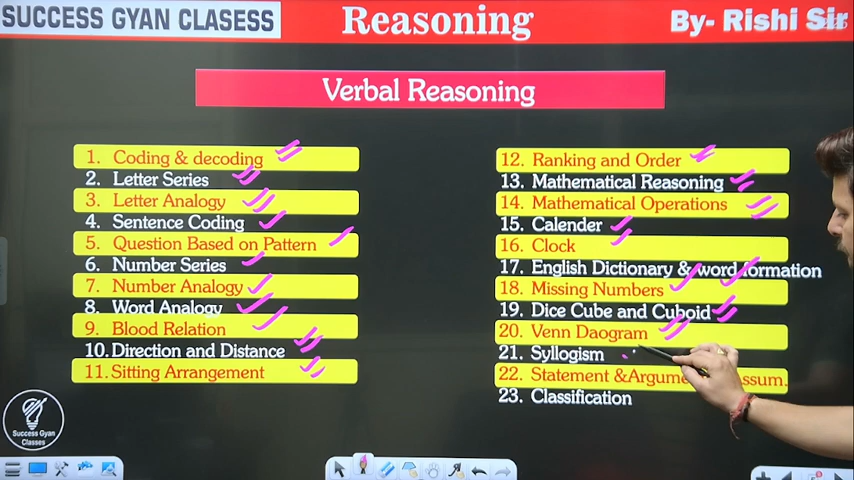 SUCCESS GYAN CLASESS
Reasoning
By- Rishi Sir
Verbal Reasoning
1. Coding & decoding
2. Letter Series
3. Letter Analogy
4. Sentence Coding
5. Question Based on Pattern
6. Number Series
7. Number Analogy
8. Word Analogy
9. Blood Relation
10. Direction and Distance
11. Sitting Arrangement
12. Ranking and Order
13. Mathematical Reasoning
14. Mathematical Operations
15. Calender
16. Clock
17. English Dictionary & word formation
18. Missing Numbers
19. Dice Cube and Cuboid
20. Venn Daogram
21. Syllogism
22. Statement &Argume ssum.
23. Classification
Success Gyan
Classes